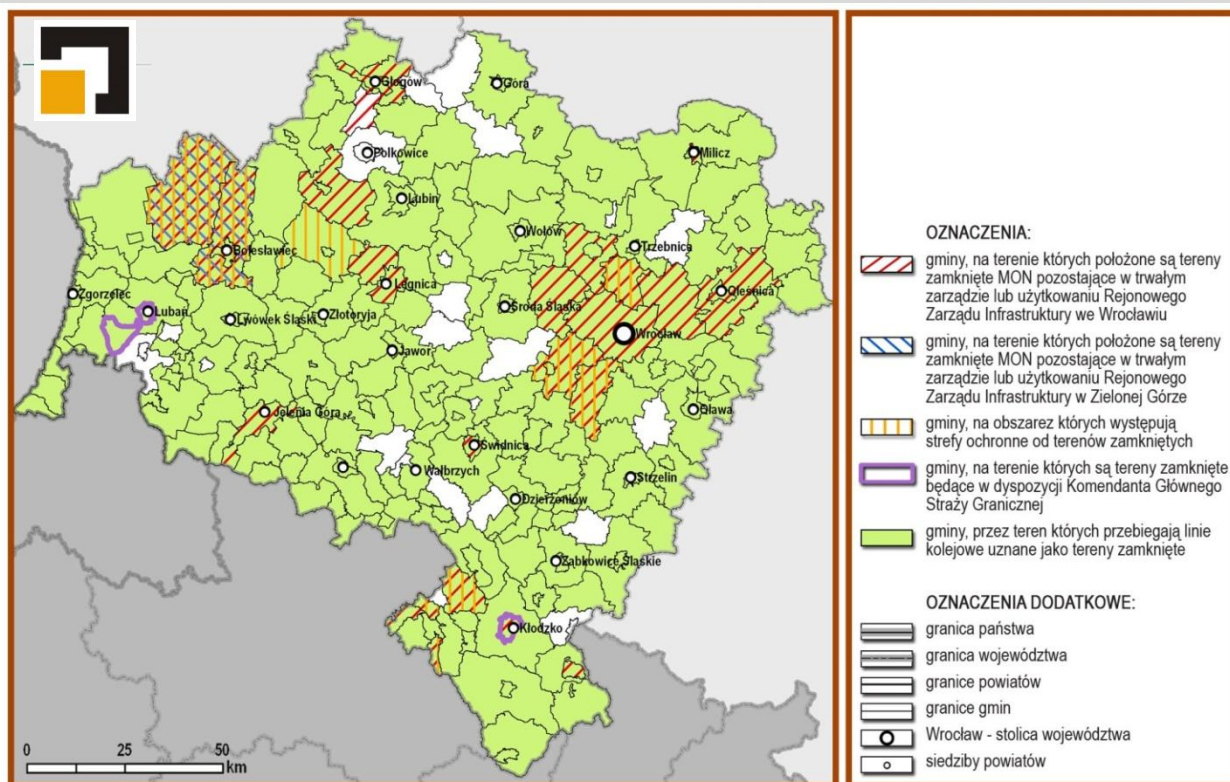 Głogów
Góra
Polkowice
Milicz
Lubin
Wołów
Trzebnica
Bolesławiec
Legnica
Oleśnica
Zgorzelec
Lubań
Lwówek Śląski
Złotoryja
Środa Śląska
Wrocław
Jawor
Jelenia Góra
Oława
Świdnica
Wałbrzych
Strzelin
Dzierżoniów
Ząbkowice Śląskie
Kłodzko
0 25 50
km
OZNACZENIA:
gminy, na terenie których położone są tereny
zamknięte MON pozostające w trwałym
zarządzie lub użytkowaniu Rejonowego
Zarządu Infrastruktury we Wrocławiu
gminy, na terenie których położone są tereny
zamknięte MON pozostające w trwałym
zarządzie lub użytkowaniu Rejonowego
Zarządu Infrastruktury w Zielonej Górze
gminy, na obszarez których występują
strefy ochronne od terenów zamkniętych
gminy, na terenie których są tereny zamknięte
będące w dyspozycji Komendanta Głównego
Straży Granicznej
gminy, przez teren których przebiegają linie
kolejowe uznane jako tereny zamknięte
OZNACZENIA DODATKOWE:
granica państwa
granica województwa
granice powiatów
granice gmin
Wrocław - stolica województwa
siedziby powiatów